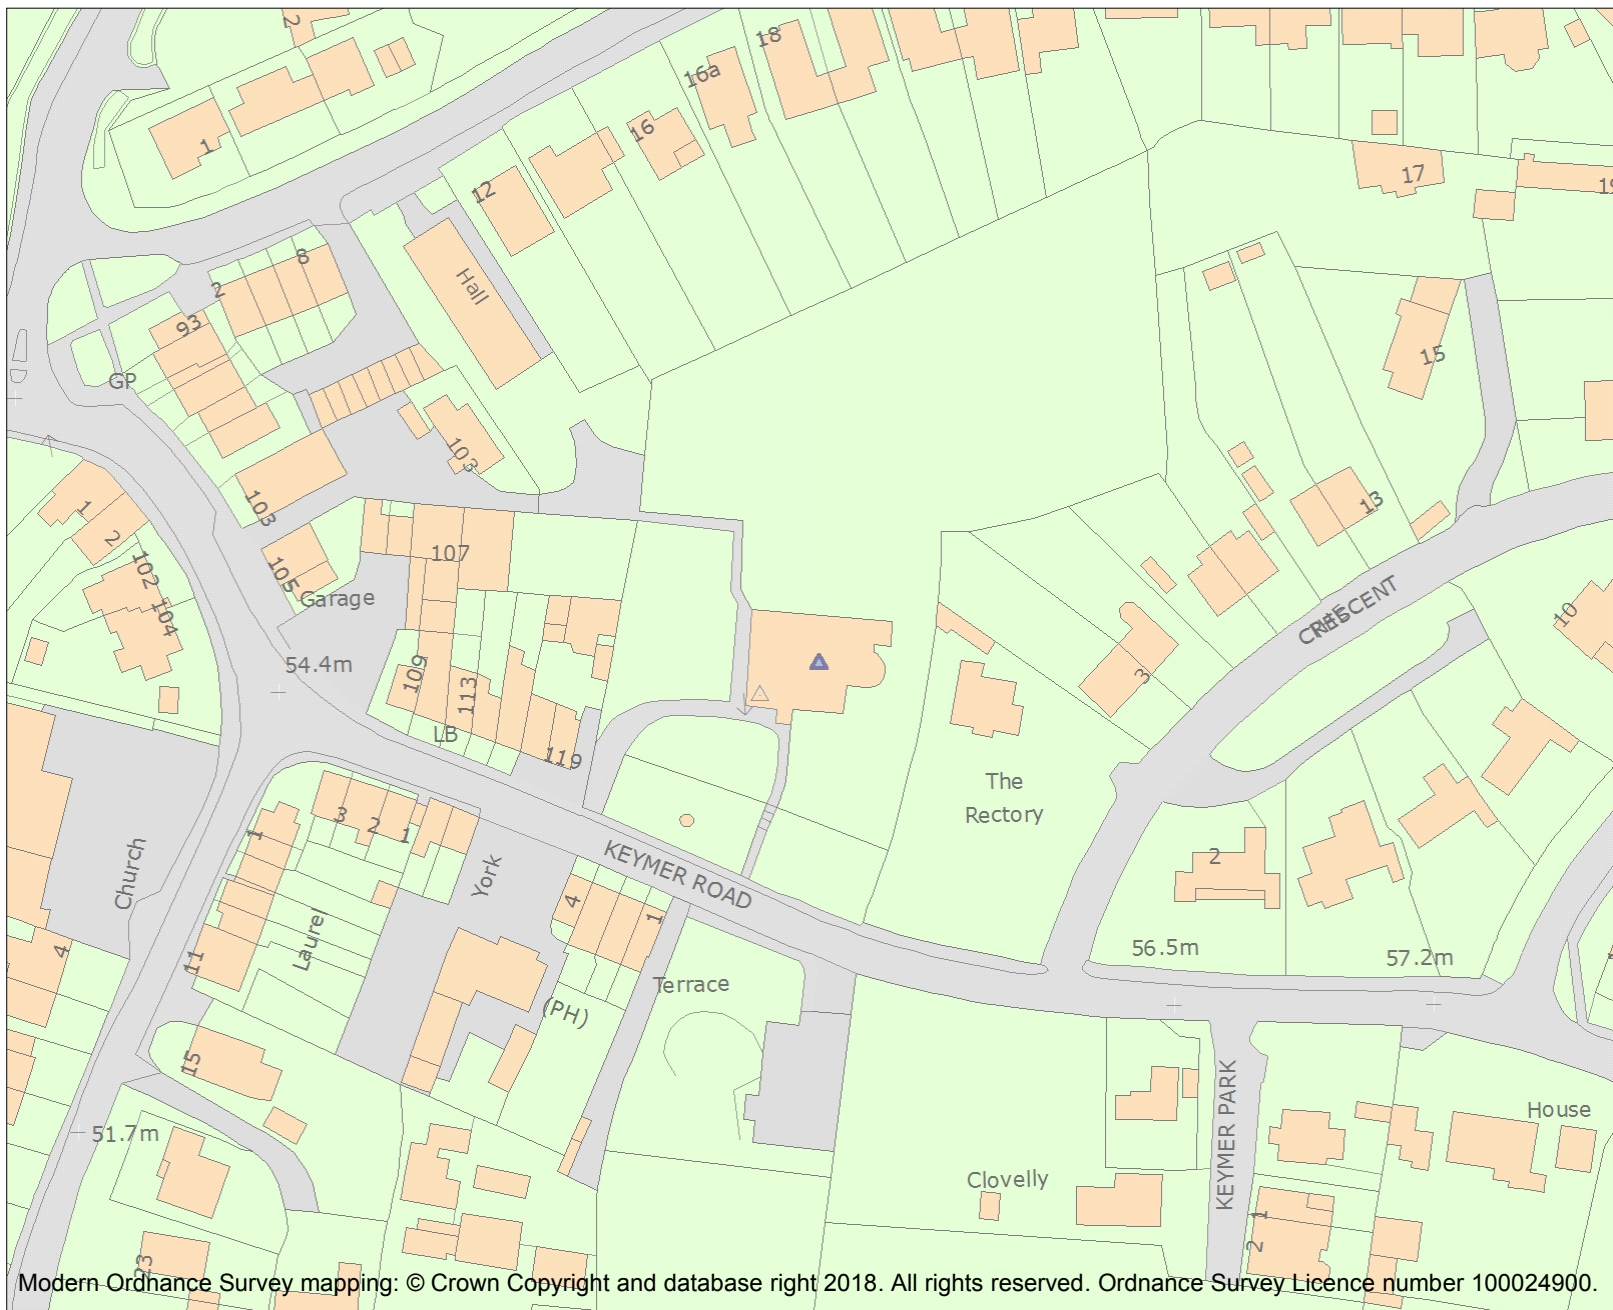 2
18
16a
16
1
12
17
19
8
Hall
2
93
15
GP
103
13
103
1
2
107
102
105
Garage
104
10
CRESCENT
54.4m
109
113
3
LB
119
The
Rectory
3
2
1
1
KEYMER ROAD
2
Church
York
4
1
Laurel
11
4
56.5m
57.2m
Terrace
(PH)
15
51.7m
KEYMER PARK
House
Clovelly
1
2
23
Modern Ordnance Survey mapping: © Crown Copyright and database right 2018. All rights reserved. Ordnance Survey Licence number 100024900.